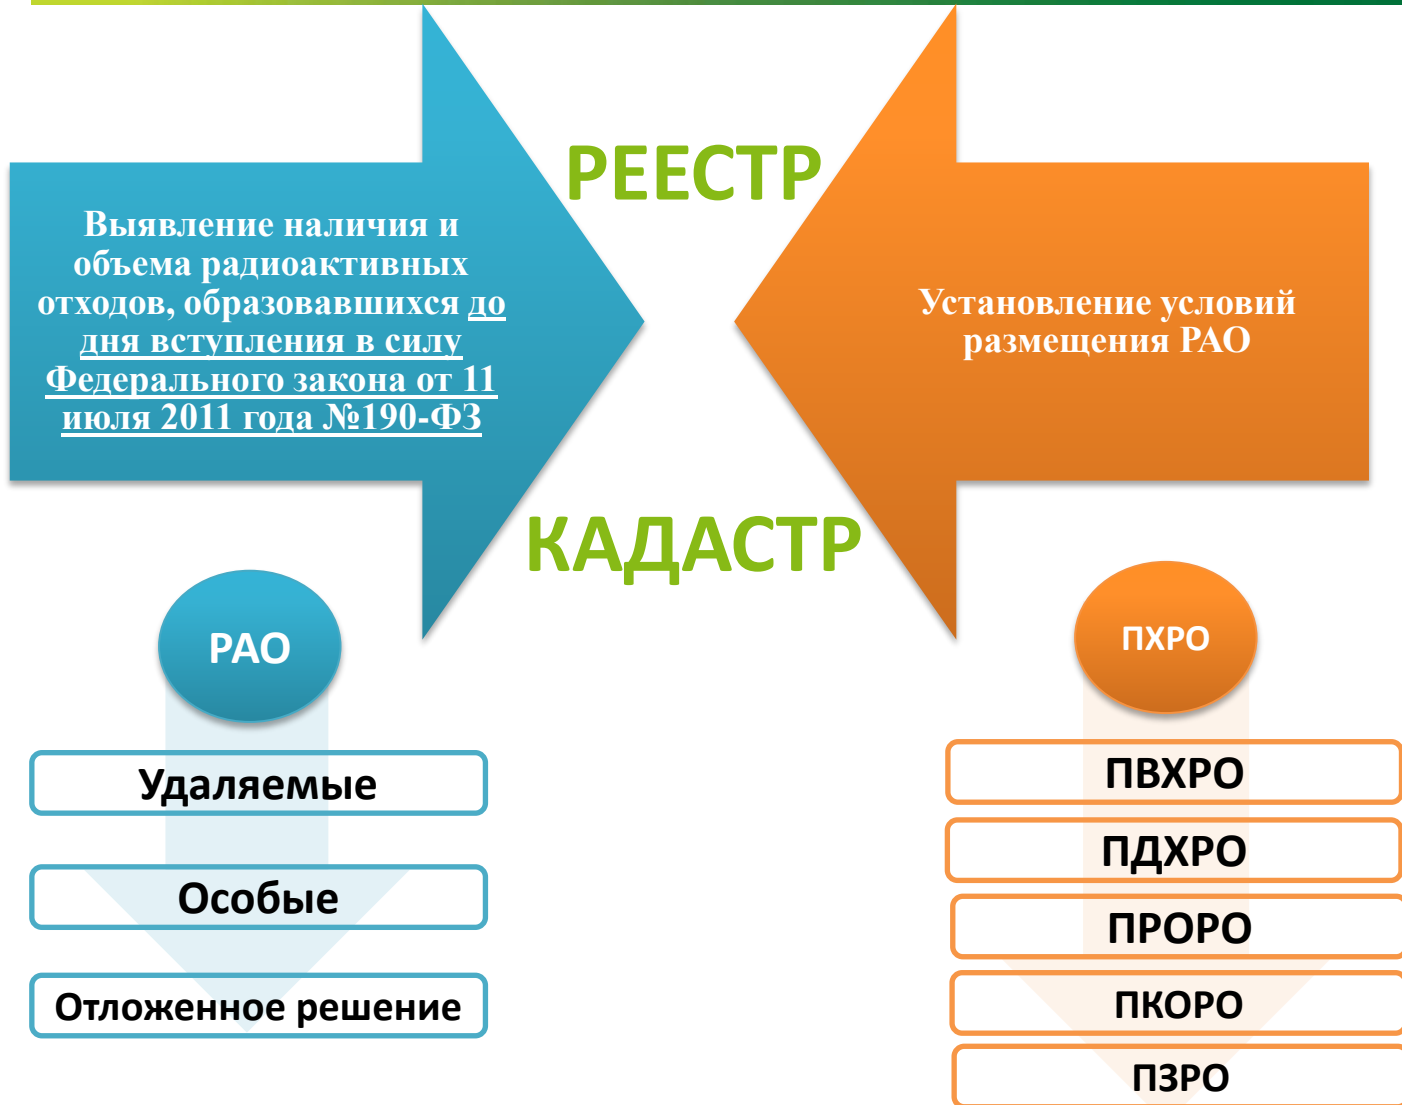 РЕЕСТР
Выявление наличия и
объема радиоактивных
отходов, образовавшихся до
дня вступления в силу
Федерального закона от 11
июля 2011 года №190-ФЗ
Установление условий
размещения РАО
КАДАСТР
РАО
Удаляемые
Особые
Отложенное решение
ПХРО
ПВХРО
ПДХРО
ПРОРО
ПКОРО
ПЗРО